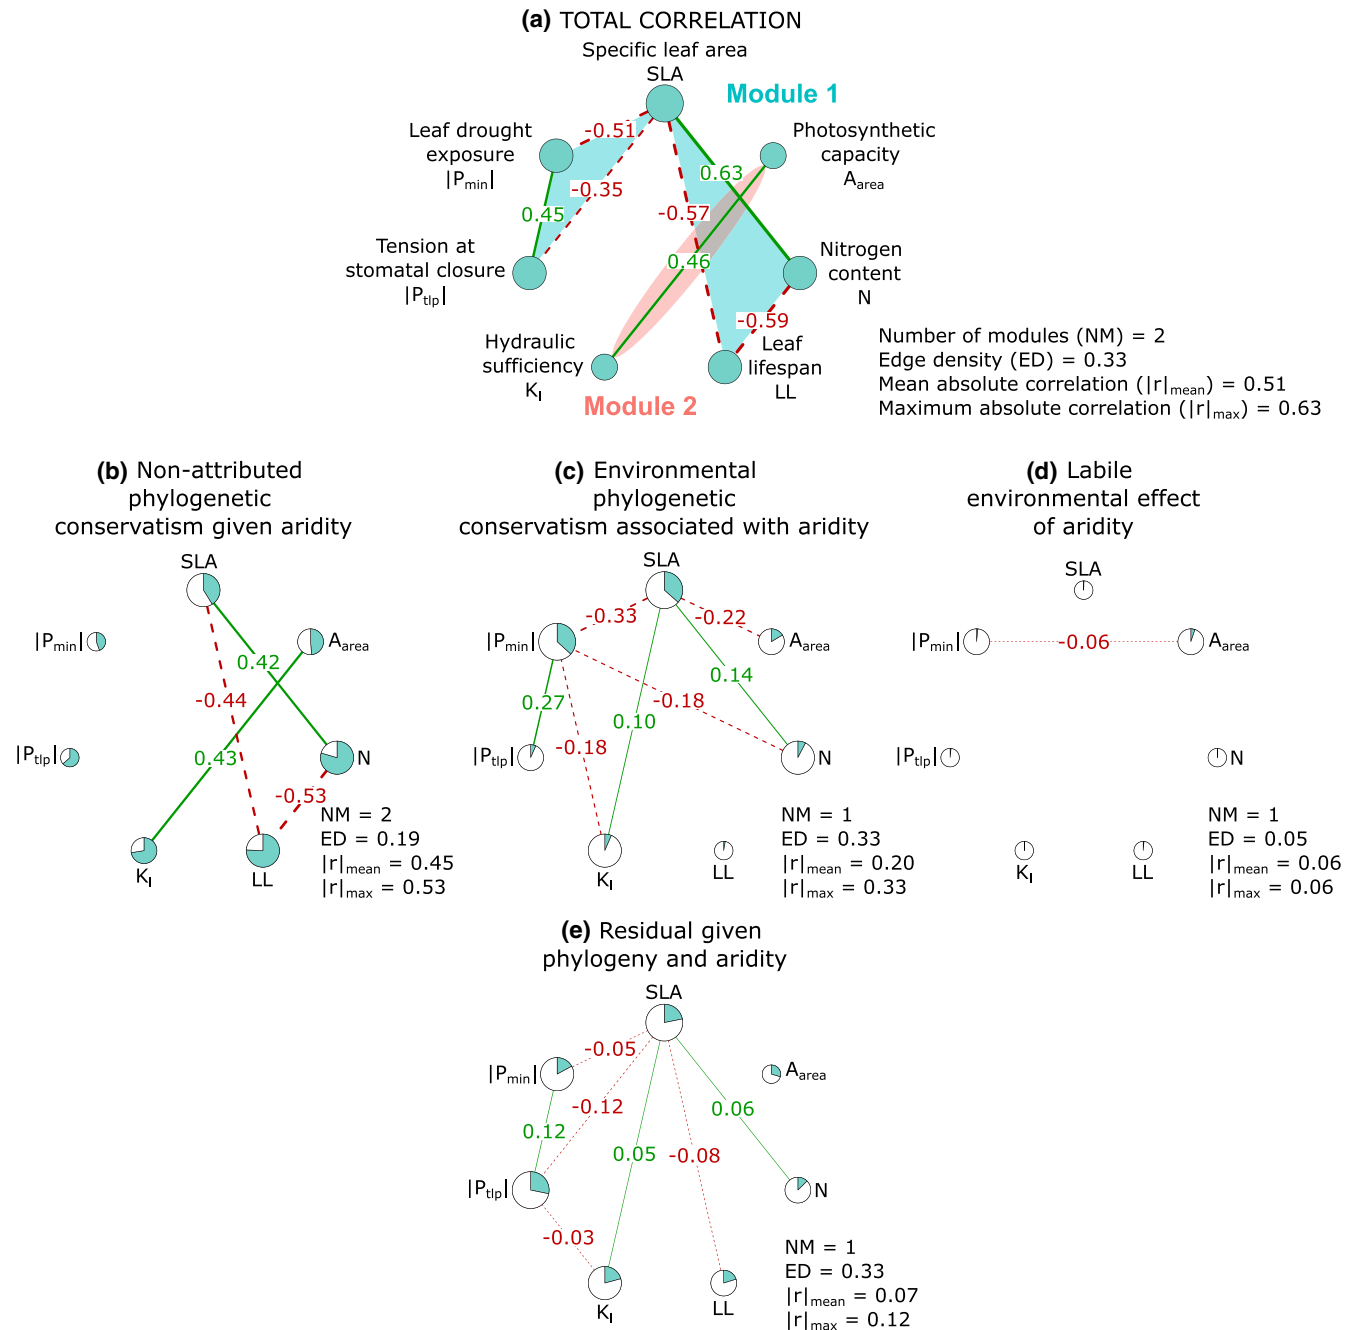 (a) TOTAL CORRELATION
Specific leaf area
SLA
Module 1
Leaf drought
exposure
|Pmin|
Photosynthetic
capacity
Aarea
-0.51
0.63
-0.35
0.45
-0.57
Tension at
stomatal closure
|Ptlp|
Nitrogen
content
N
0.46
-0.59
Hydraulic
sufficiency
KI
Leaf
lifespan
LL
Module 2
Number of modules (NM) = 2
Edge density (ED) = 0.33
Mean absolute correlation (|r|mean) = 0.51
Maximum absolute correlation (|r|max) = 0.63
(b) Non-attributed
phylogenetic
conservatism given aridity
SLA
|Pmin|
Aarea
0.42
-0.44
0.43
|Ptlp|
N
-0.53
KI
LL
NM = 2
ED = 0.19
|r|mean = 0.45
|r|max = 0.53
(c) Environmental
phylogenetic
conservatism associated with aridity
SLA
-0.33
-0.22
|Pmin|
Aarea
0.14
0.27
-0.18
0.10
-0.18
|Ptlp|
N
KI
LL
NM = 1
ED = 0.33
|r|mean = 0.20
|r|max = 0.33
(d) Labile
environmental effect
of aridity
SLA
|Pmin|
-0.06
Aarea
|Ptlp|
N
KI
LL
NM = 1
ED = 0.05
|r|mean = 0.06
|r|max = 0.06
(e) Residual given
phylogeny and aridity
SLA
-0.05
|Pmin|
Aarea
-0.12
0.06
0.12
0.05
-0.08
|Ptlp|
N
-0.03
KI
LL
NM = 1
ED = 0.33
|r|mean = 0.07
|r|max = 0.12